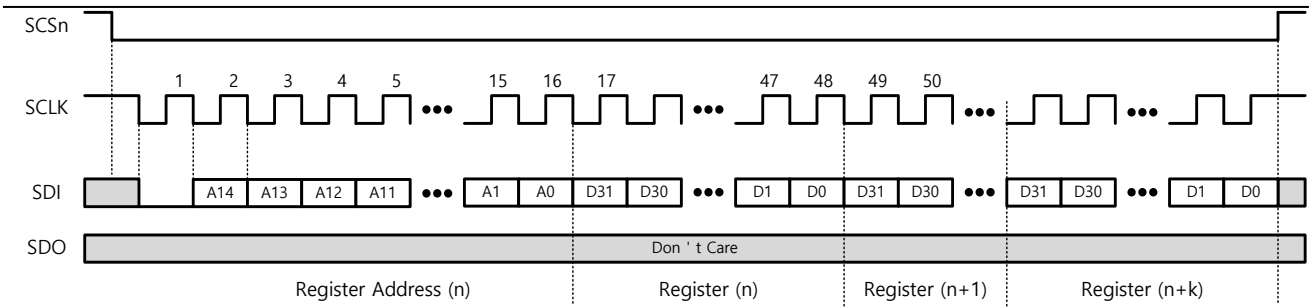 SCSn
1 2 3 4 5 15 16 17 47 48 49 50
SCLK ••• ••• ••• •••
SDI A14 A13 A12 A11 ••• A1 A0 D31 D30 ••• D1 D0 D31 D30 ••• D31 D30 ••• D1 D0
SDO Don ' t Care
Register Address (n) Register (n) Register (n+1) Register (n+k)